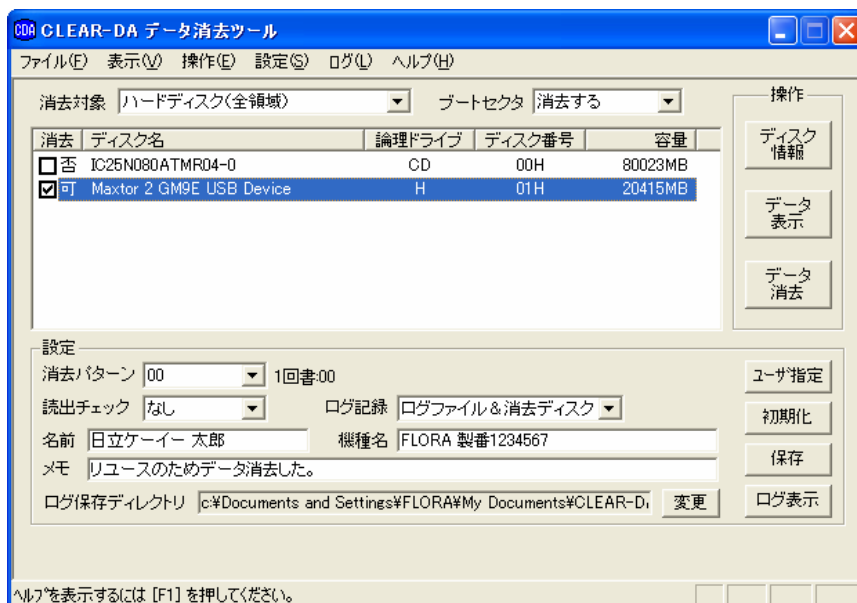 CDA CLEAR-DA データ消去ツール
ファイル(F) 表示(V) 操作(E) 設定(S) ログ(L) ヘルプ(H)
消去対象 ハードディスク(全領域) ブートセクタ 消去する 操作
消去 ディスク名 論理ドライブ ディスク番号 容量
否 IC25N080ATMR04-0 CD 00H 80023MB
可 Maxtor 2 GM9E USB Device H 01H 20415MB
ディスク
情報
データ
表示
データ
消去
設定
消去パターン 00 1回書:00 ユーザ指定
読出チェック なし ログ記録 ログファイル&消去ディスク 初期化
名前 日立ケーイー 太郎 機種名 FLORA 製番1234567
メモ リユースのためデータ消去した。 保存
ログ保存ディレクトリ c:¥Documents and Settings¥FLORA¥My Documents¥CLEAR-D 変更 ログ表示
ヘルプを表示するには [F1] を押してください。